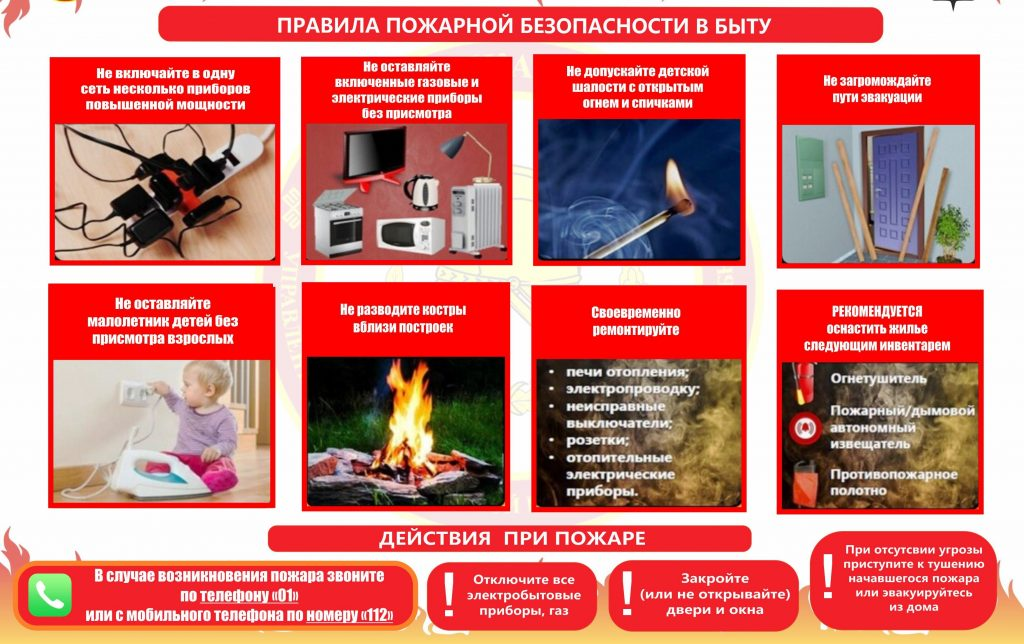 ПРАВИЛА ПОЖАРНОЙ БЕЗОПАСНОСТИ В БЫТУ
Не включайте в одну
сеть несколько приборов
повышенной мощности
Не оставляйте
включенные газовые и
электрические приборы
без присмотра
Не допускайте детской
шалости с открытым
огнем и спичками
Не загромождайте
пути эвакуации
Не оставляйте
малолетник детей без
присмотра взрослых
Не разводите костры
вблизи построек
Своевременно
ремонтируйте
• печи отопления;
• электропроводку;
• неисправные
выключатели;
• розетки;
• отопительные
электрические
приборы.
РЕКОМЕНДУЕТСЯ
оснастить жилье
следующим инвентарем
Огнетушитель
Пожарный/дымовой
автономный
извещатель
Противопожарное
полотно
ДЕЙСТВИЯ ПРИ ПОЖАРЕ
В случае возникновения пожара звоните
по телефону «01»
или с мобильного телефона по номеру «112»
! Отключите все
электробытовые
приборы, газ
! Закройте
(или не открывайте)
двери и окна
! При отсутсвии угрозы
приступите к тушению
начавшегося пожара
или эвакуируйтесь
из дома